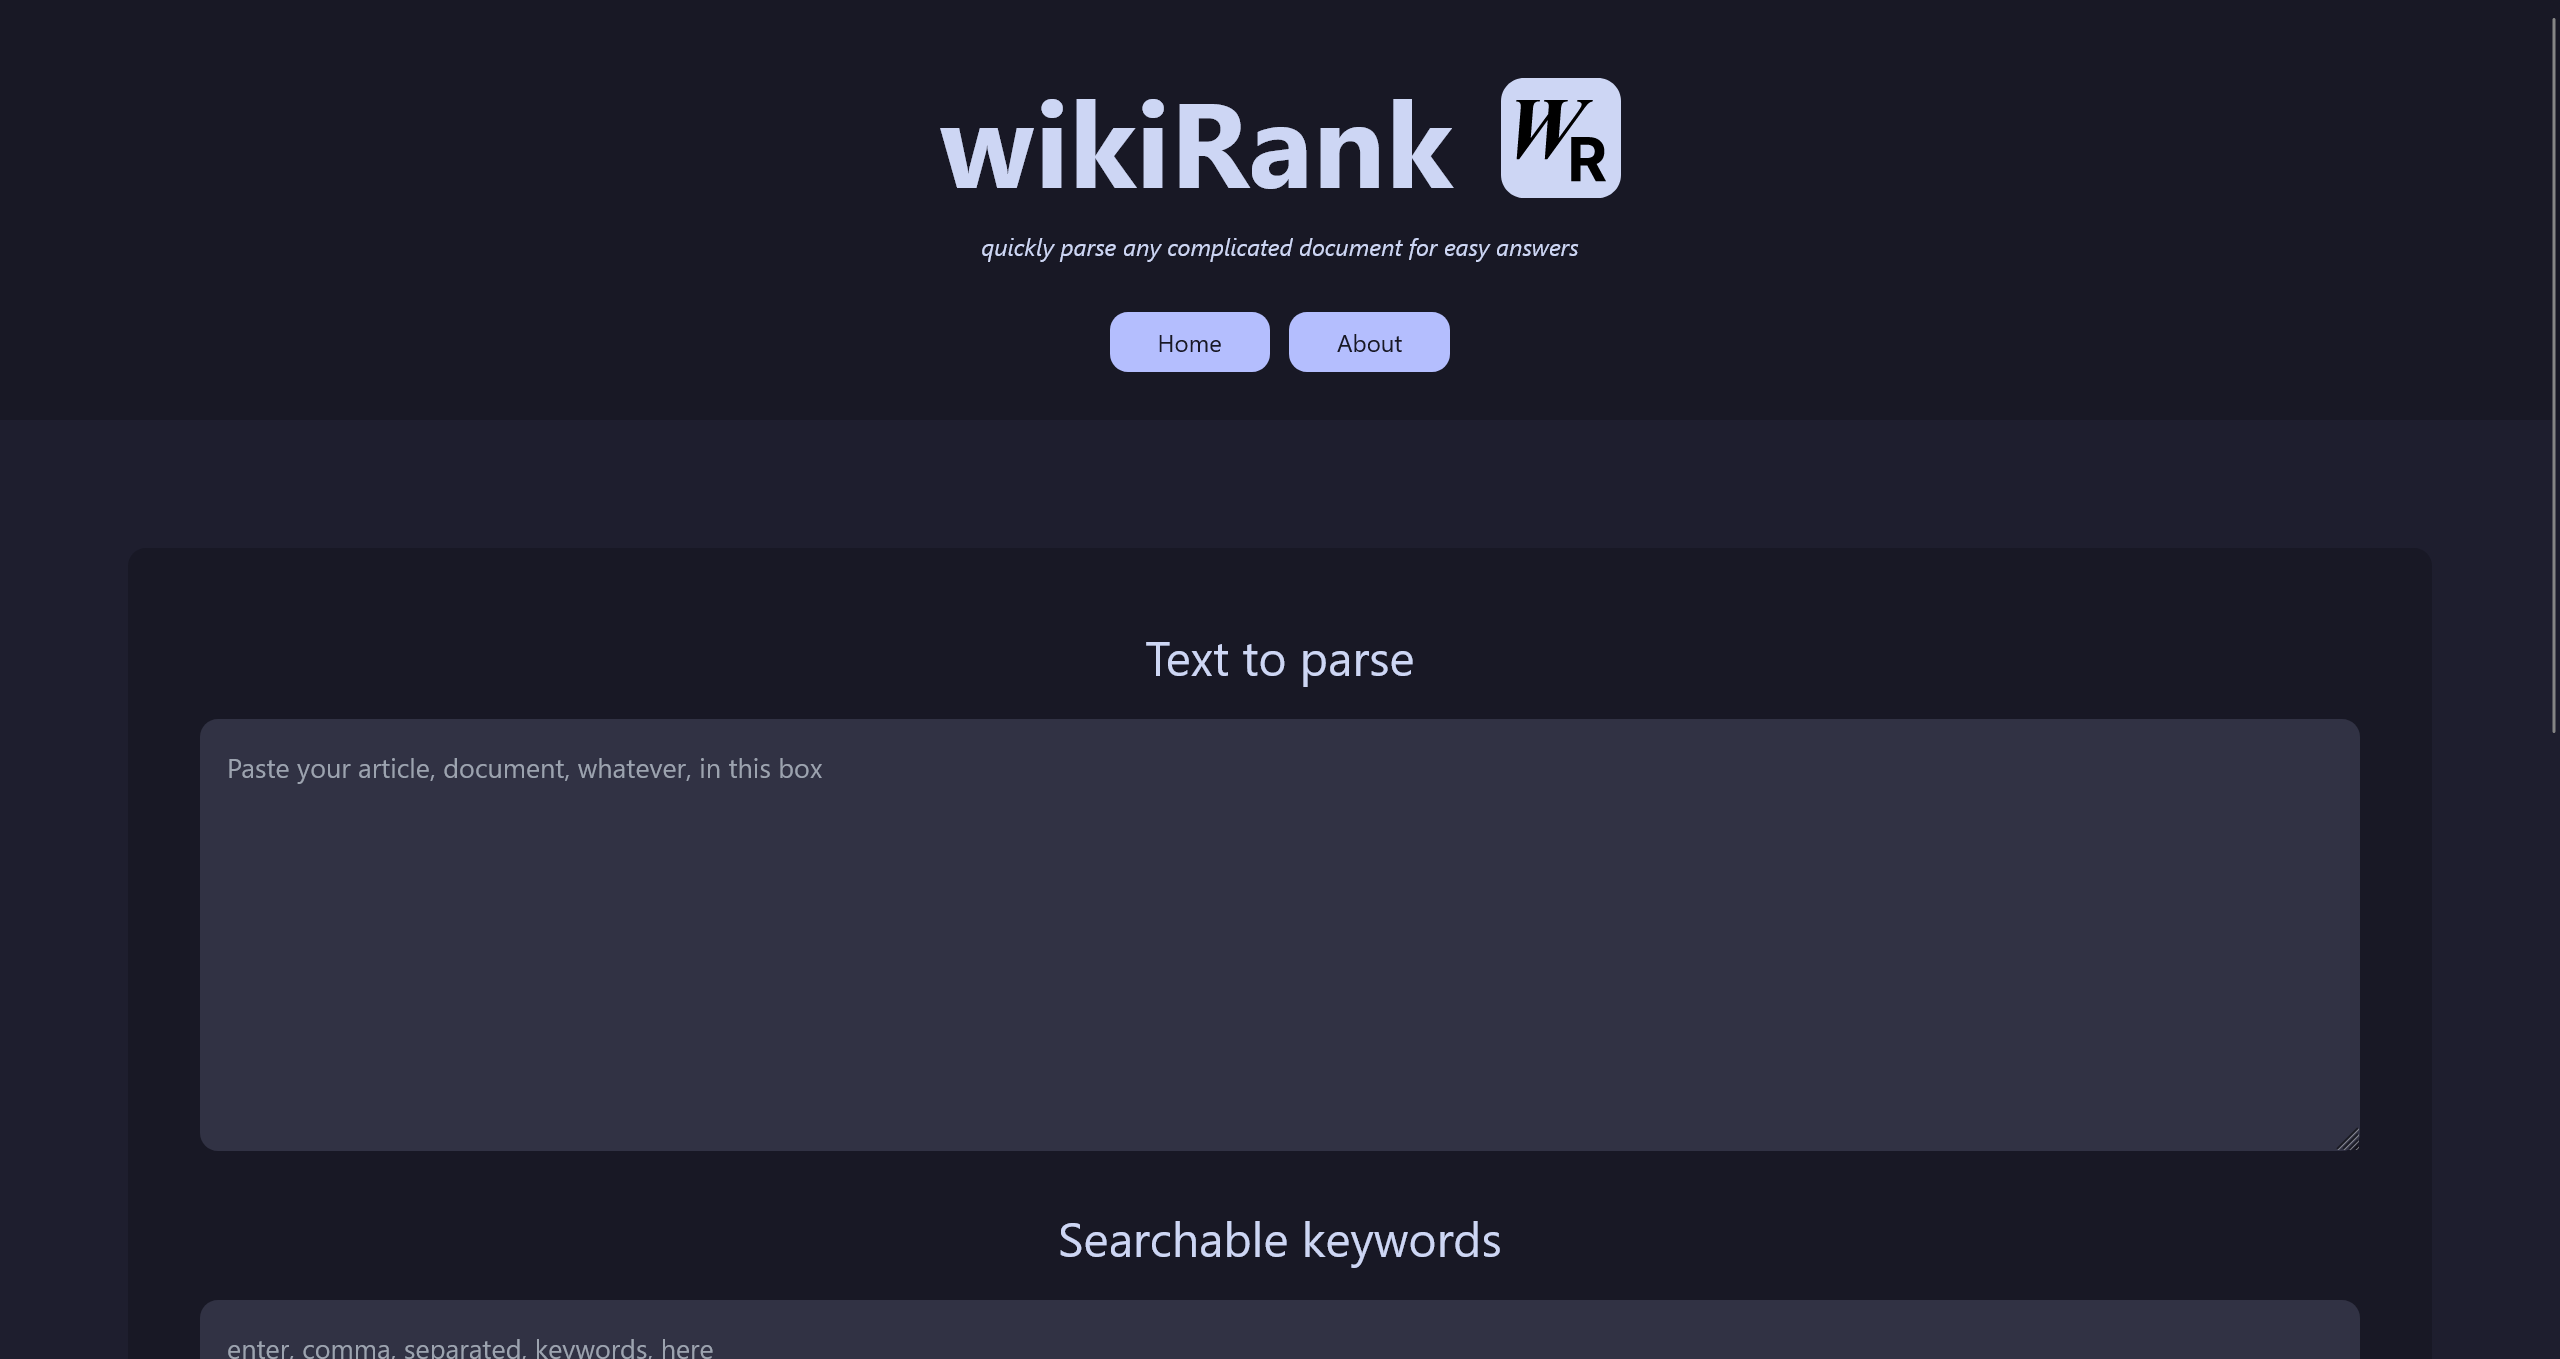 wikiRank WR
quickly parse any complicated document for easy answers
Home About
Text to parse
Paste your article, document, whatever, in this box
Searchable keywords
enter, comma, separated, keywords, here